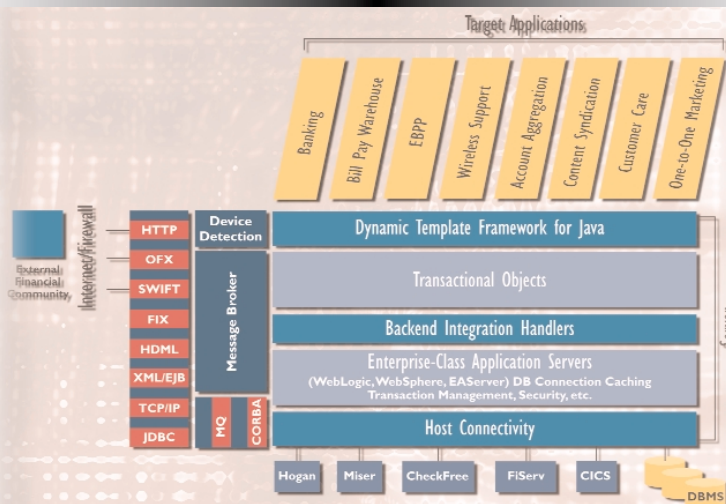 Target Applications
Banking
Bill Pay Warehouse
EBPP
Wireless Support
Account Aggregation
Content Syndication
Customer Care
One-to-One Marketing
External
Financial
Community
Internet/Firewall
HTTP
OFX
SWIFT
FIX
HDML
XML/EJB
TCP/IP
JDBC
Device
Detection
Message Broker
MQ
CORBA
Dynamic Template Framework for Java
Transactional Objects
Backend Integration Handlers
Enterprise-Class Application Servers
(WebLogic, WebSphere, EAServer) DB Connection Caching
Transaction Management, Security, etc.
Host Connectivity
Hogan
Miser
CheckFree
FiServ
CICS
DBMS